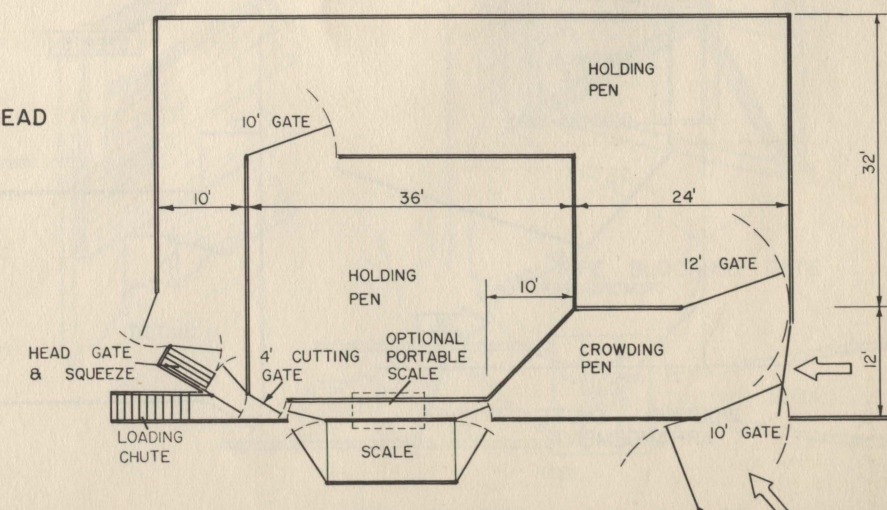 EAD
HOLDING
PEN
10' GATE
32'
10'
36'
24'
12' GATE
HOLDING
PEN
10'
HEAD GATE
& SQUEEZE
4' CUTTING
GATE
OPTIONAL
PORTABLE
SCALE
CROWDING
PEN
12'
10' GATE
LOADING
CHUTE
SCALE